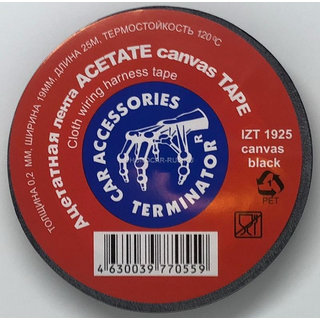 ТОЛЩИНА 0,2 ММ, ШИРИНА 19ММ, ДЛИНА 25М, ТЕРМОСТОЙКОСТЬ 120ºC
Ацетатная лента ACETATE canvas TAPE
Cloth wiring harness tape
CAR ACCESSORIES
TERMINATOR®
IZT 1925
canvas
black
PET
4 630039 770559